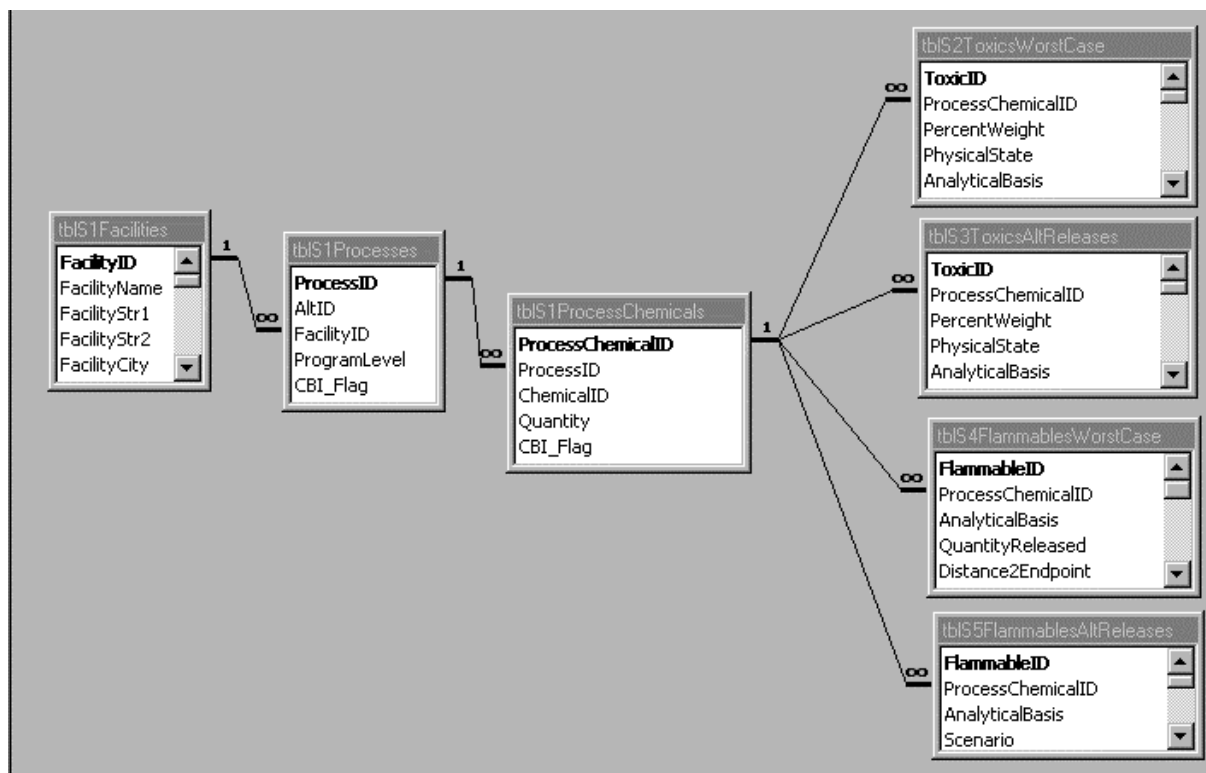 tblS1Facilities
FacilityID
FacilityName
FacilityStr1
FacilityStr2
FacilityCity
1
∞
tblS1Processes
ProcessID
AltID
FacilityID
ProgramLevel
CBI_Flag
1
∞
tblS1ProcessChemicals
ProcessChemicalID
ProcessID
ChemicalID
Quantity
CBI_Flag
1
∞
tblS2ToxicsWorstCase
ToxicID
ProcessChemicalID
PercentWeight
PhysicalState
AnalyticalBasis
∞
tblS3ToxicsAltReleases
ToxicID
ProcessChemicalID
PercentWeight
PhysicalState
AnalyticalBasis
∞
tblS4FlammablesWorstCase
FlammableID
ProcessChemicalID
AnalyticalBasis
QuantityReleased
Distance2Endpoint
∞
tblS5FlammablesAltReleases
FlammableID
ProcessChemicalID
AnalyticalBasis
Scenario